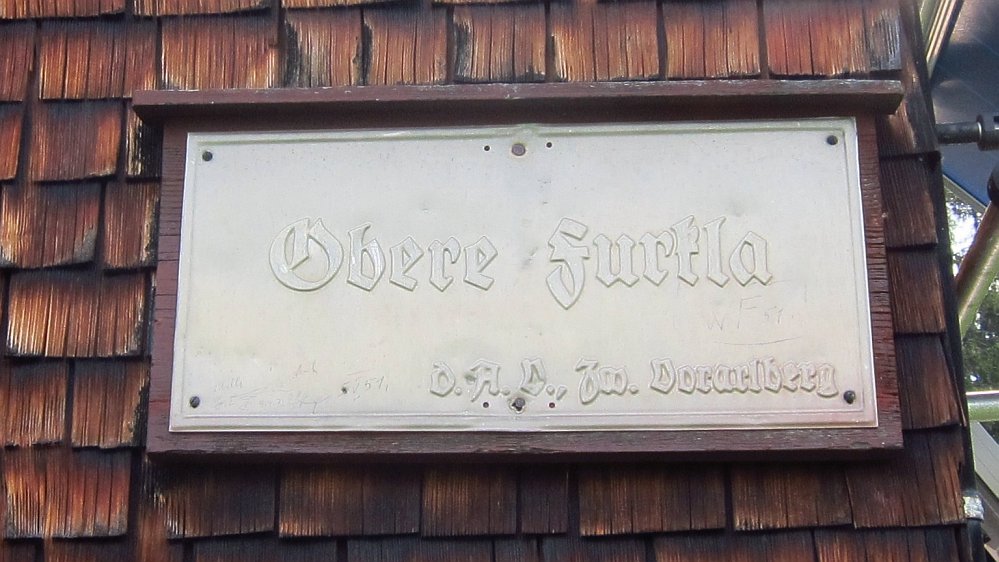 Obere Furkla
D. A. V., Zw. Vorarlberg